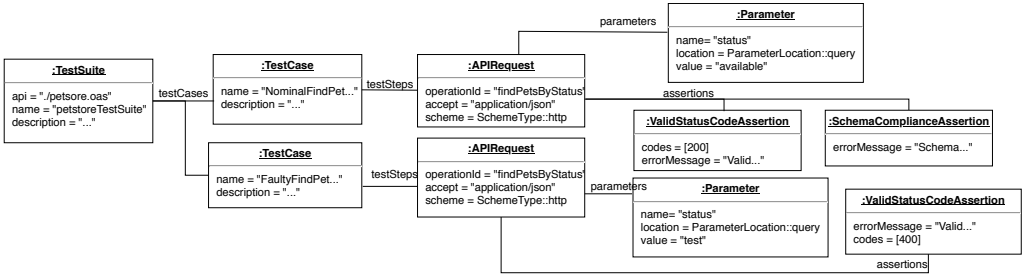 :TestSuite
api = "./petsore.oas"
name = "petstoreTestSuite"
description = "..."
testCases
:TestCase
name = "NominalFindPet..."
description = "..."
testSteps
:APIRequest
operationId = "findPetsByStatus"
accept = "application/json"
scheme = SchemeType::http
parameters
:Parameter
name= "status"
location = ParameterLocation::query
value = "available"
assertions
:ValidStatusCodeAssertion
codes = [200]
errorMessage = "Valid..."
:SchemaComplianceAssertion
errorMessage = "Schema..."
:TestCase
name = "FaultyFindPet..."
description = "..."
testSteps
:APIRequest
operationId = "findPetsByStatus"
accept = "application/json"
scheme = SchemeType::http
parameters
:Parameter
name= "status"
location = ParameterLocation::query
value = "test"
:ValidStatusCodeAssertion
errorMessage = "Valid..."
codes = [400]
assertions